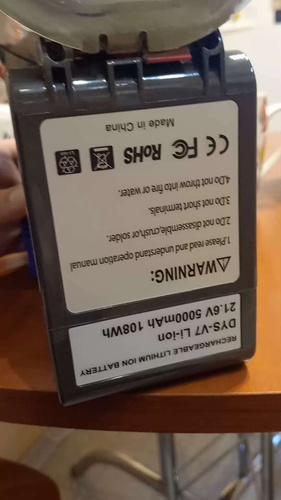 RECHARGEABLE LITHIUM ION BATTERY
DYS-V7 Li-ion
21.6V 5000mAh 108Wh
WARNING:
1.Please read and understand operation manual
2.Do not disassemble,crush,or solder.
3.Do not short terminals.
4.Do not throw into fire or water.
CE FC RoHS
Made in China